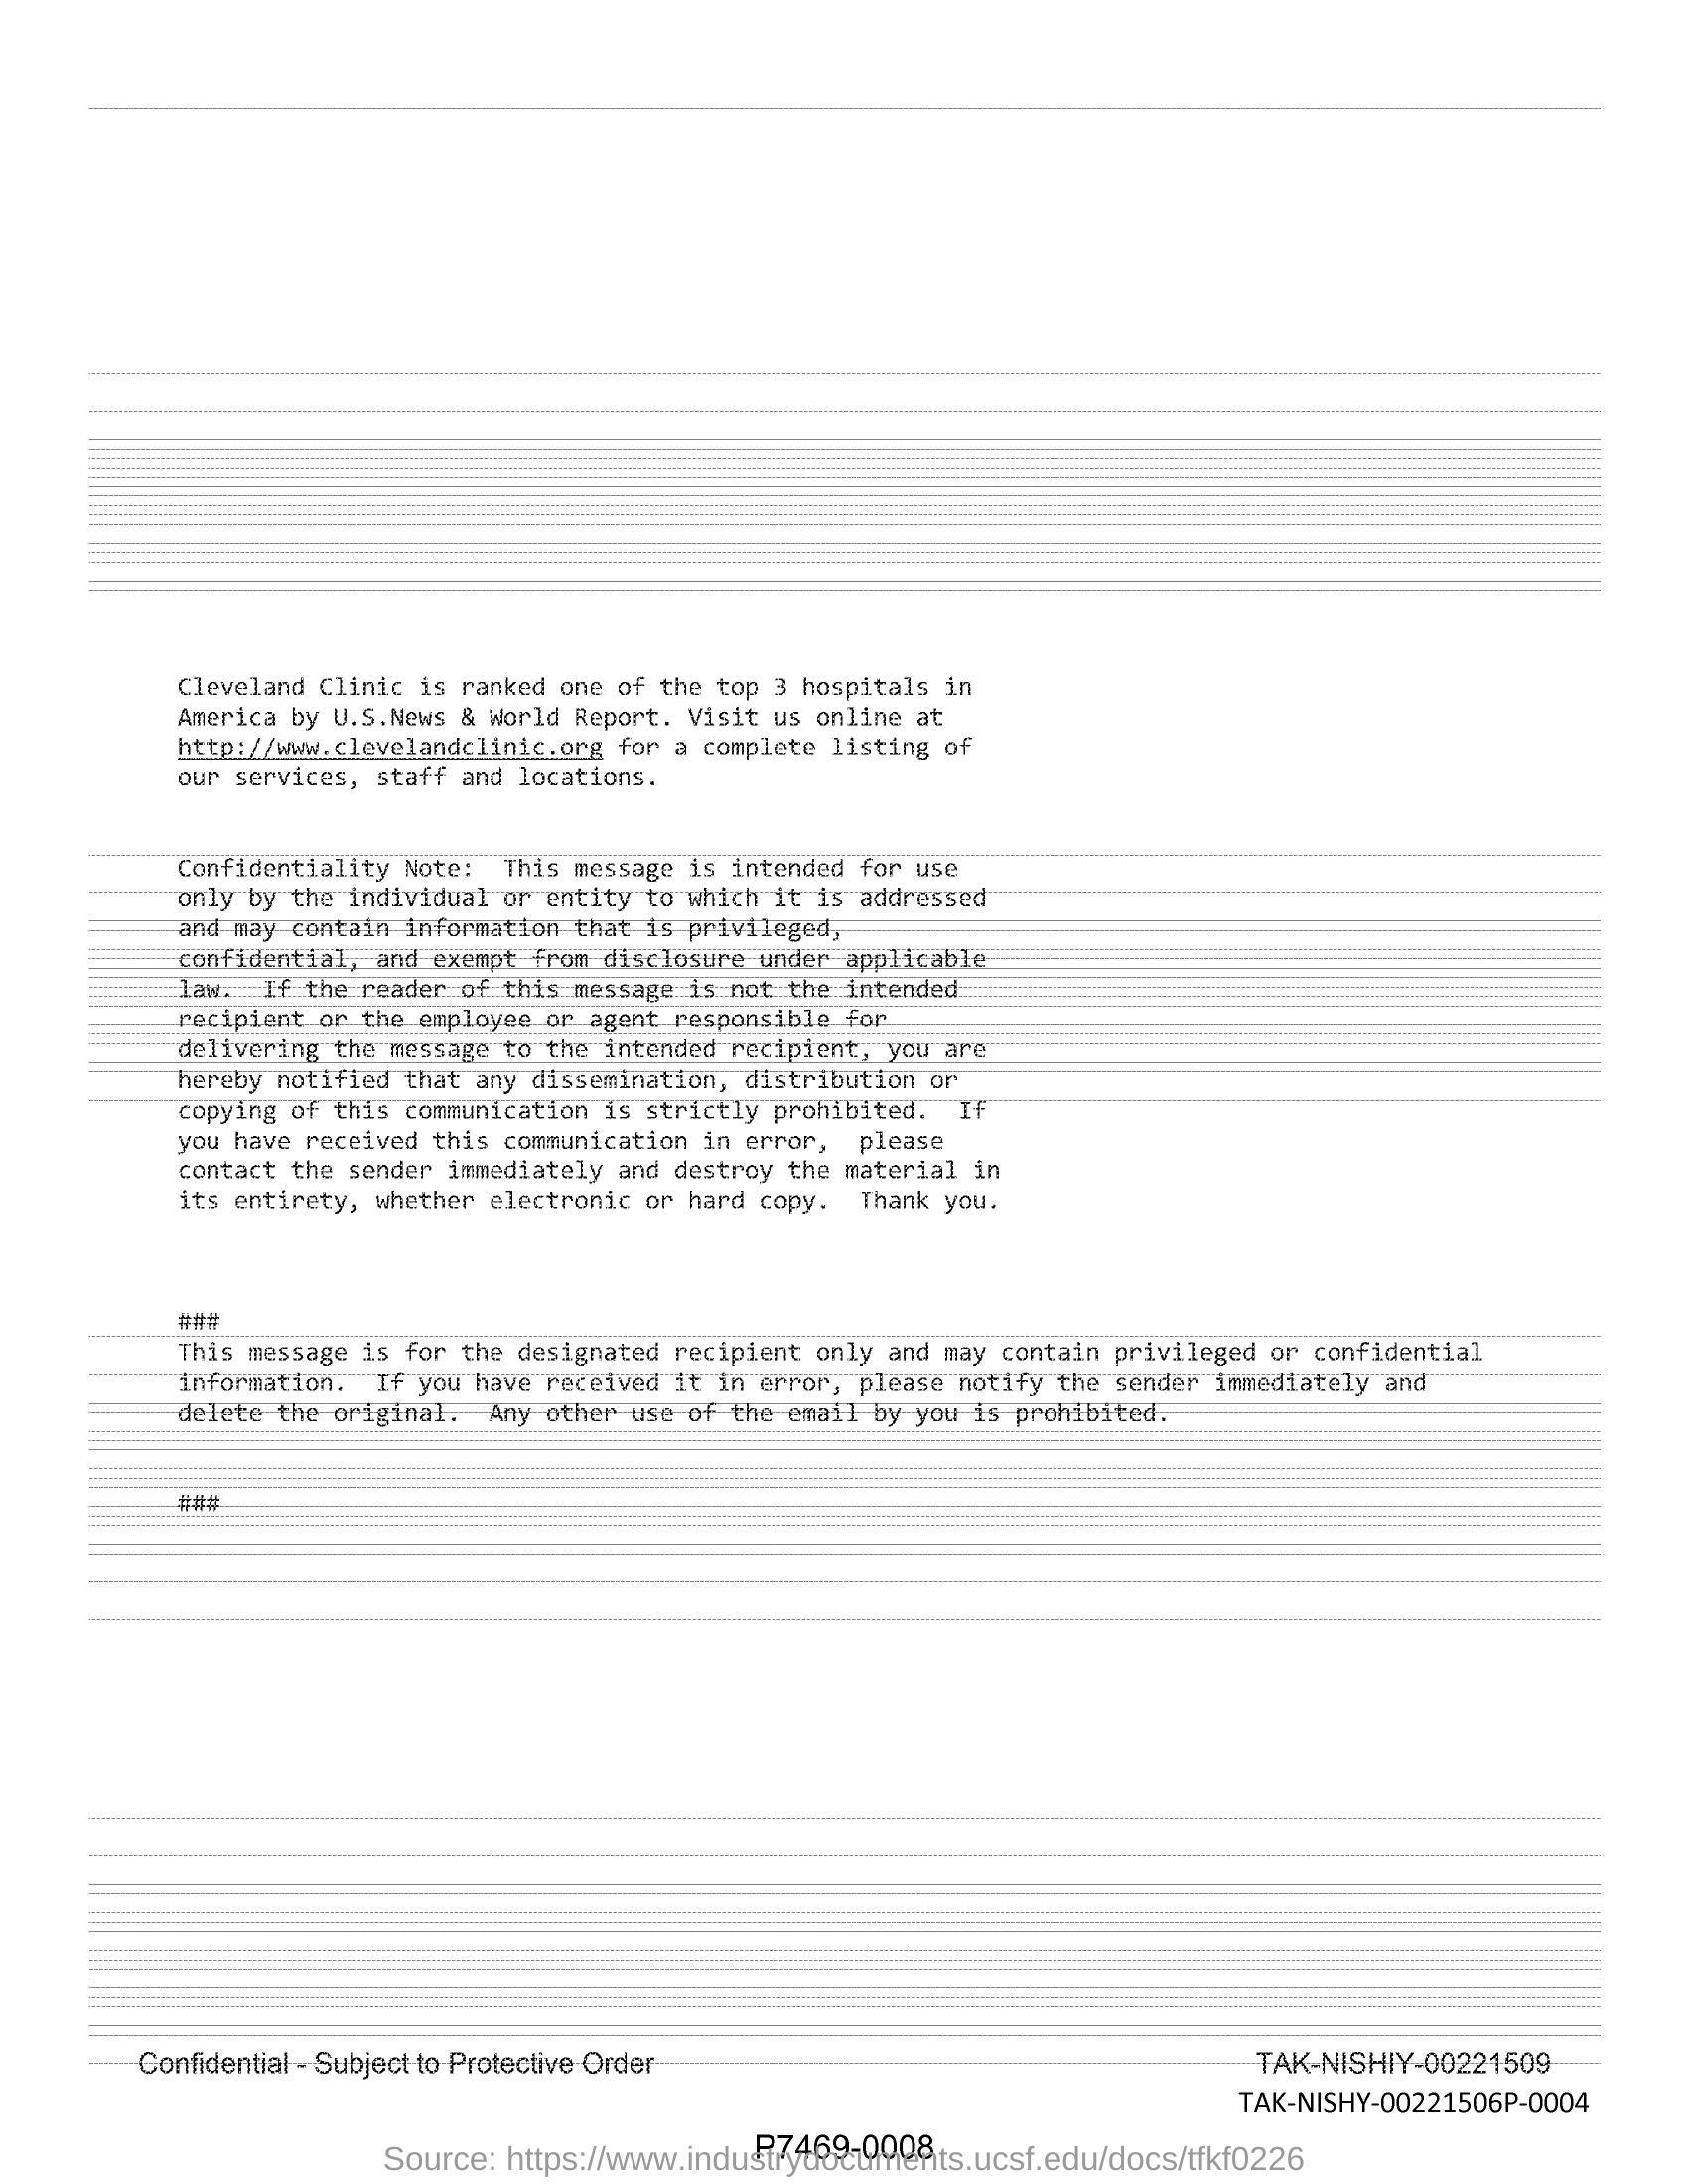 Cleveland Clinic is ranked one of the top 3 hospitals in
America by U.S.News & World Report. Visit us online at
http://www.clevelandclinic.org for a complete listing of
our services, staff and locations.
Confidentiality Note:  This message is intended for use
only by the individual or entity to which it is addressed
and may contain information that is privileged,
confidential, and exempt from disclosure under applicable
law.  If the reader of this message is not the intended
recipient or the employee or agent responsible for
delivering the message to the intended recipient, you are
hereby notified that any dissemination, distribution or
copying of this communication is strictly prohibited.  If
you have received this communication in error,  please
contact the sender immediately and destroy the material in
its entirety, whether electronic or hard copy.  Thank you.
###
This message is for the designated recipient only and may contain privileged or confidential
information.  If you have received it in error, please notify the sender immediately and
delete the original.  Any other use of the email by you is prohibited.
###
Confidential - Subject to Protective Order
TAK-NISHIY-00221509
TAK-NISHY-00221506P-0004
P7469-0008
Source: https://www.industrydocuments.ucsf.edu/docs/tfkf0226